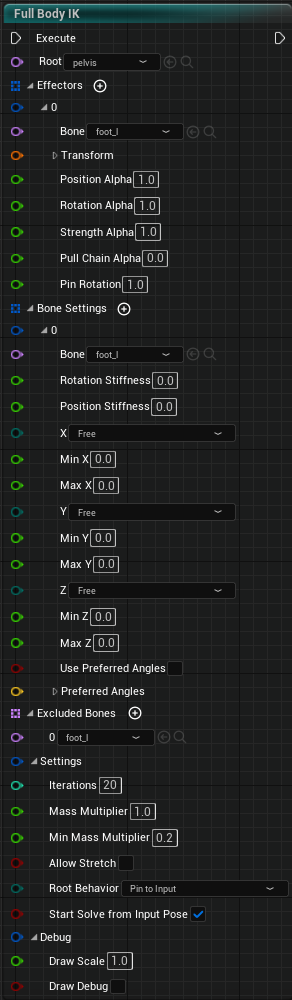 Full Body IK
Execute
Root pelvis
Effectors
0
Bone foot_l
Transform
Position Alpha 1.0
Rotation Alpha 1.0
Strength Alpha 1.0
Pull Chain Alpha 0.0
Pin Rotation 1.0
Bone Settings
0
Bone foot_l
Rotation Stiffness 0.0
Position Stiffness 0.0
X Free
Min X 0.0
Max X 0.0
Y Free
Min Y 0.0
Max Y 0.0
Z Free
Min Z 0.0
Max Z 0.0
Use Preferred Angles
Preferred Angles
Excluded Bones
0 foot_l
Settings
Iterations 20
Mass Multiplier 1.0
Min Mass Multiplier 0.2
Allow Stretch
Root Behavior Pin to Input
Start Solve from Input Pose
Debug
Draw Scale 1.0
Draw Debug